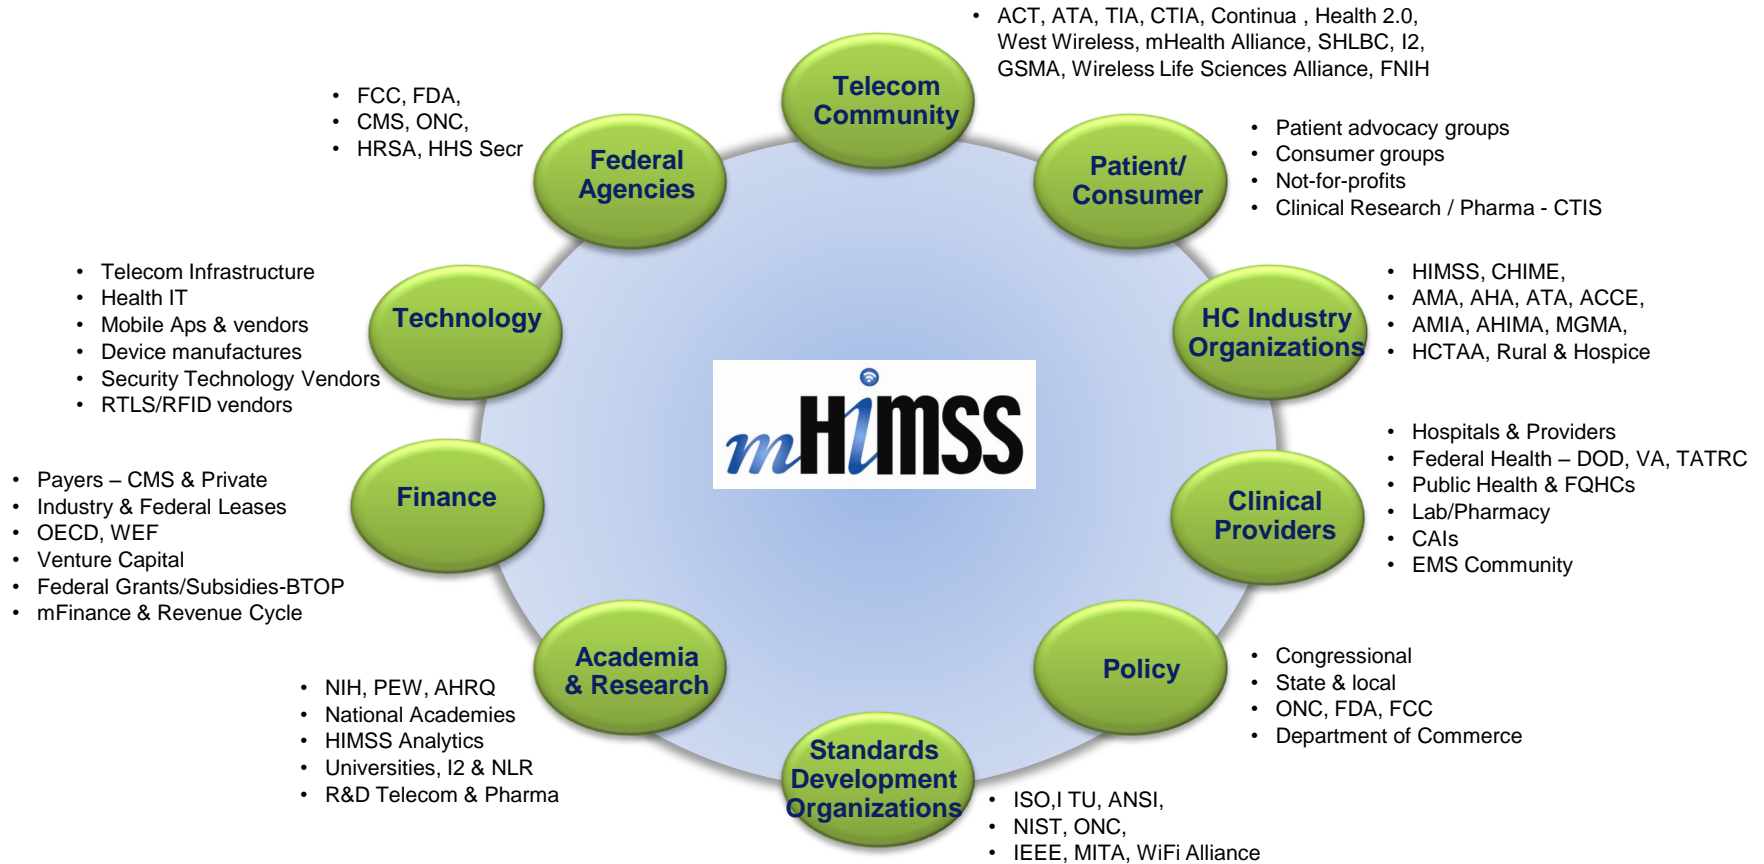 • ACT, ATA, TIA, CTIA, Continua , Health 2.0,
West Wireless, mHealth Alliance, SHLBC, I2,
GSMA, Wireless Life Sciences Alliance, FNIH
Telecom
Community
• FCC, FDA,
• CMS, ONC,
• HRSA, HHS Secr
Federal
Agencies
Patient/
Consumer
• Patient advocacy groups
• Consumer groups
• Not-for-profits
• Clinical Research / Pharma - CTIS
• Telecom Infrastructure
• Health IT
• Mobile Aps & vendors
• Device manufactures
• Security Technology Vendors
• RTLS/RFID vendors
Technology
HC Industry
Organizations
• HIMSS, CHIME,
• AMA, AHA, ATA, ACCE,
• AMIA, AHIMA, MGMA,
• HCTAA, Rural & Hospice
mHiMSS
• Payers – CMS & Private
• Industry & Federal Leases
• OECD, WEF
• Venture Capital
• Federal Grants/Subsidies-BTOP
• mFinance & Revenue Cycle
Finance
Clinical
Providers
• Hospitals & Providers
• Federal Health – DOD, VA, TATRC
• Public Health & FQHCs
• Lab/Pharmacy
• CAIs
• EMS Community
Academia
& Research
• NIH, PEW, AHRQ
• National Academies
• HIMSS Analytics
• Universities, I2 & NLR
• R&D Telecom & Pharma
Policy
• Congressional
• State & local
• ONC, FDA, FCC
• Department of Commerce
Standards
Development
Organizations
• ISO,I TU, ANSI,
• NIST, ONC,
• IEEE, MITA, WiFi Alliance